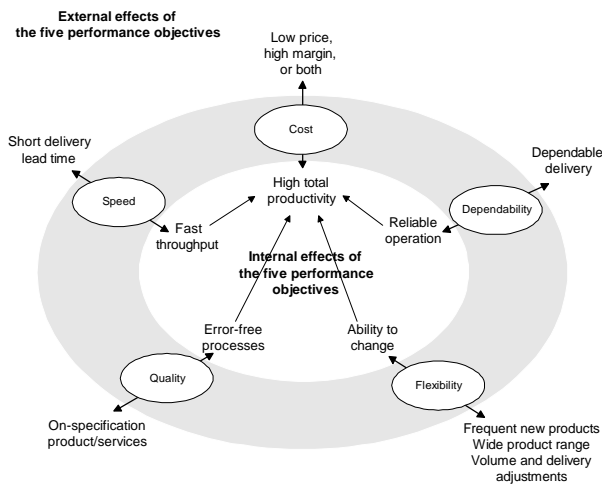 External effects of
the five performance objectives
Low price,
high margin,
or both
Cost
Short delivery
lead time
Dependable
delivery
High total
productivity
Speed
Dependability
Fast
throughput
Reliable
operation
Internal effects of
the five performance
objectives
Error-free
processes
Ability to
change
Quality
Flexibility
On-specification
product/services
Frequent new products
Wide product range
Volume and delivery
adjustments